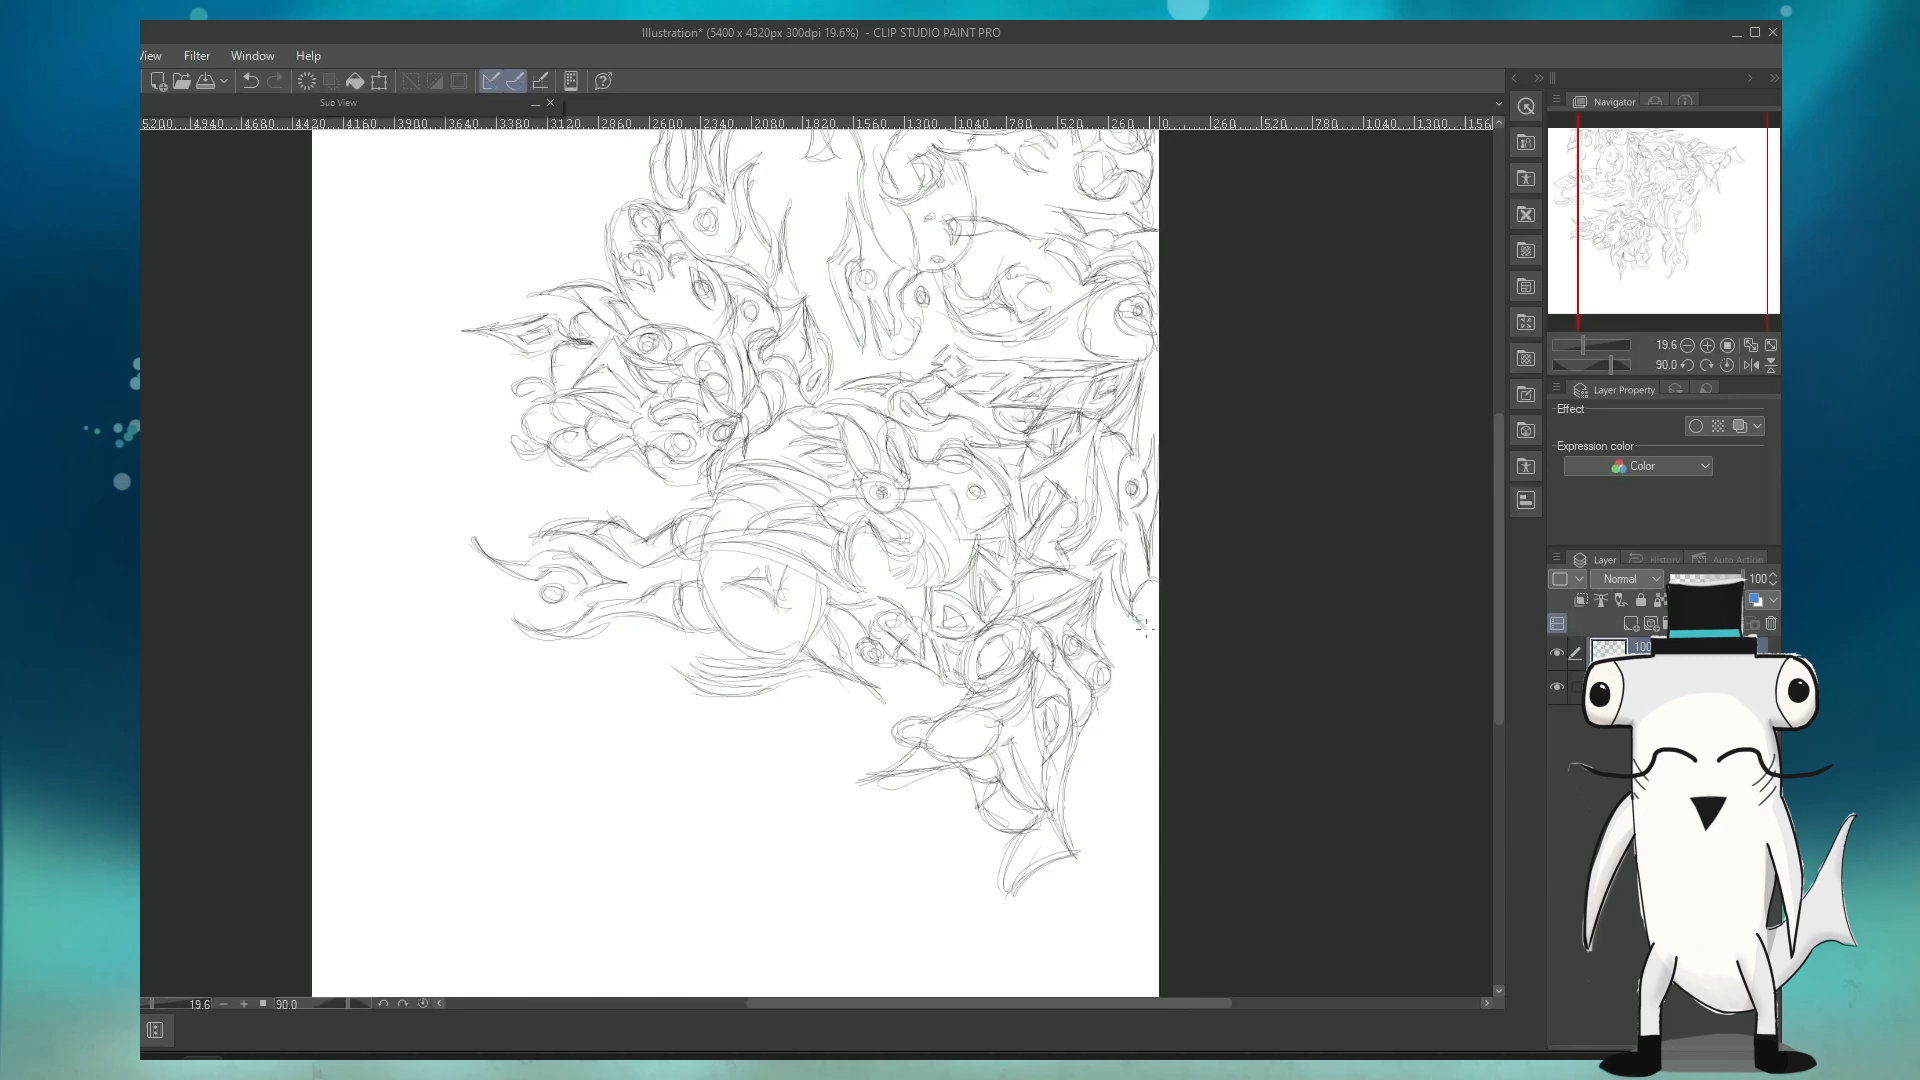 Illustration* (5400 x 4320px 300dpi 19.6%) - CLIP STUDIO PAINT PRO
View Filter Window Help
Sub View
5200 4940 4680 4420 4160 3900 3640 3380 3120 2860 2600 2340 2080 1820 1560 1300 1040 780 520 260 0 260 520 780 1040 1300 156
Navigator
19.6
90.0
Layer Property
Effect
Expression color
Color
Layer History Auto Action
Normal 100
100
19.6 90.0